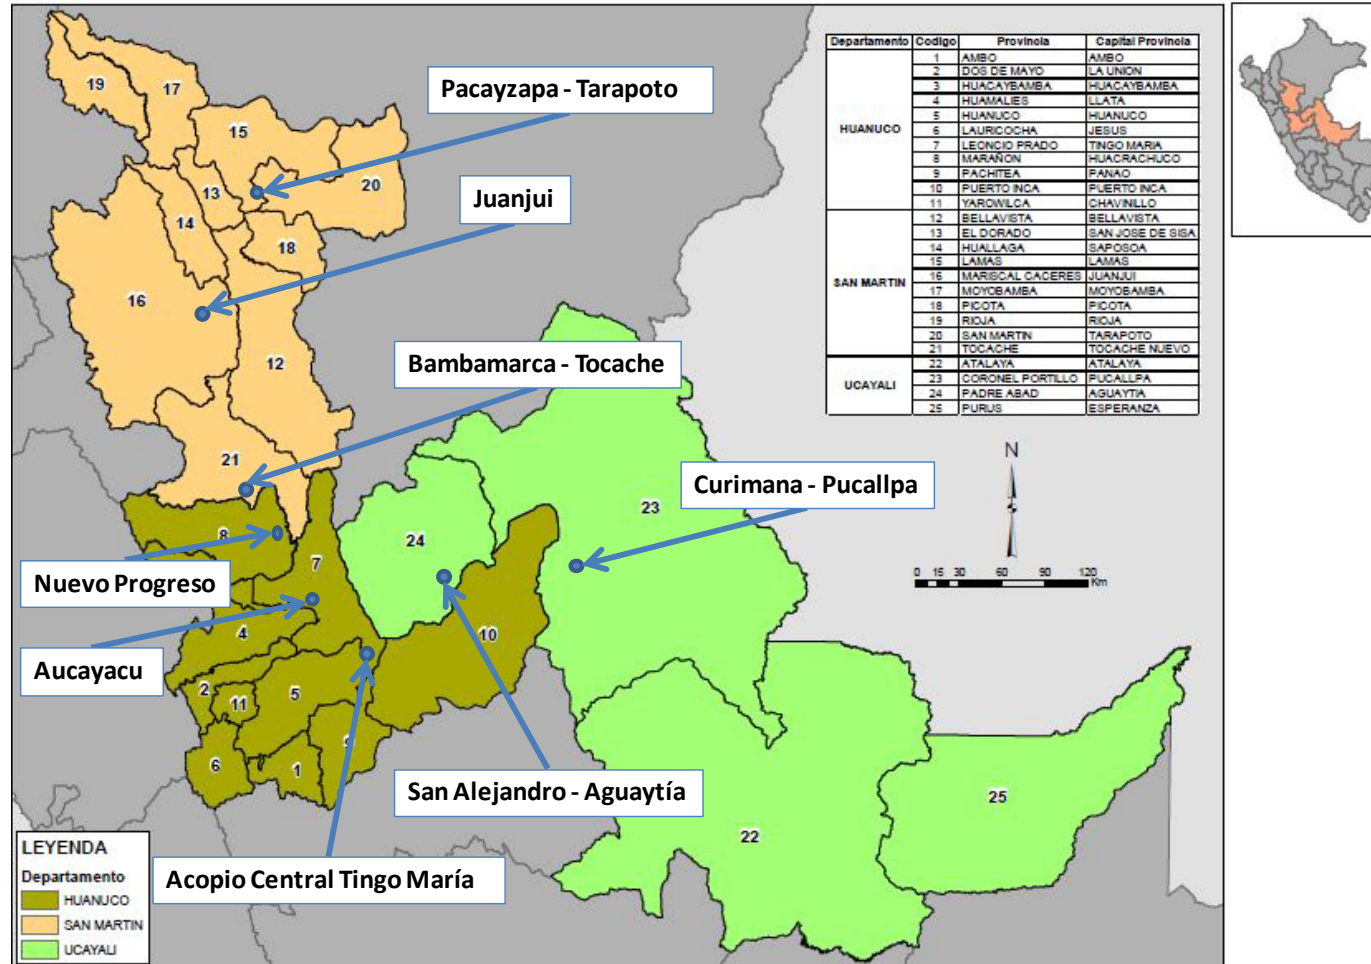 Pacayzapa - Tarapoto
Juanjui
Bambamarca - Tocache
Curimana - Pucallpa
Nuevo Progreso
Aucayacu
San Alejandro - Aguaytía
Acopio Central Tingo María
19
17
15
20
13
14
18
16
12
21
8
7
24
23
4
10
2
11
5
9
6
1
25
22
Departamento Codigo Provincia Capital Provincia
HUANUCO
1 AMBO AMBO
2 DOS DE MAYO LA UNION
3 HUACAYBAMBA HUACAYBAMBA
4 HUAMALIES LLATA
5 HUANUCO HUANUCO
6 LAURICOCHA JESUS
7 LEONCIO PRADO TINGO MARIA
8 MARAÑON HUACRACHUCO
9 PACHITEA PANAO
10 PUERTO INCA PUERTO INCA
11 YAROWILCA CHAVINILLO
SAN MARTIN
12 BELLAVISTA BELLAVISTA
13 EL DORADO SAN JOSE DE SISA
14 HUALLAGA SAPOSOA
15 LAMAS LAMAS
16 MARISCAL CACERES JUANJUI
17 MOYOBAMBA MOYOBAMBA
18 PICOTA PICOTA
19 RIOJA RIOJA
20 SAN MARTIN TARAPOTO
21 TOCACHE TOCACHE NUEVO
UCAYALI
22 ATALAYA ATALAYA
23 CORONEL PORTILLO PUCALLPA
24 PADRE ABAD AGUAYTIA
25 PURUS ESPERANZA
N
0 15 30 60 90 120
Km
LEYENDA
Departamento
HUANUCO
SAN MARTIN
UCAYALI